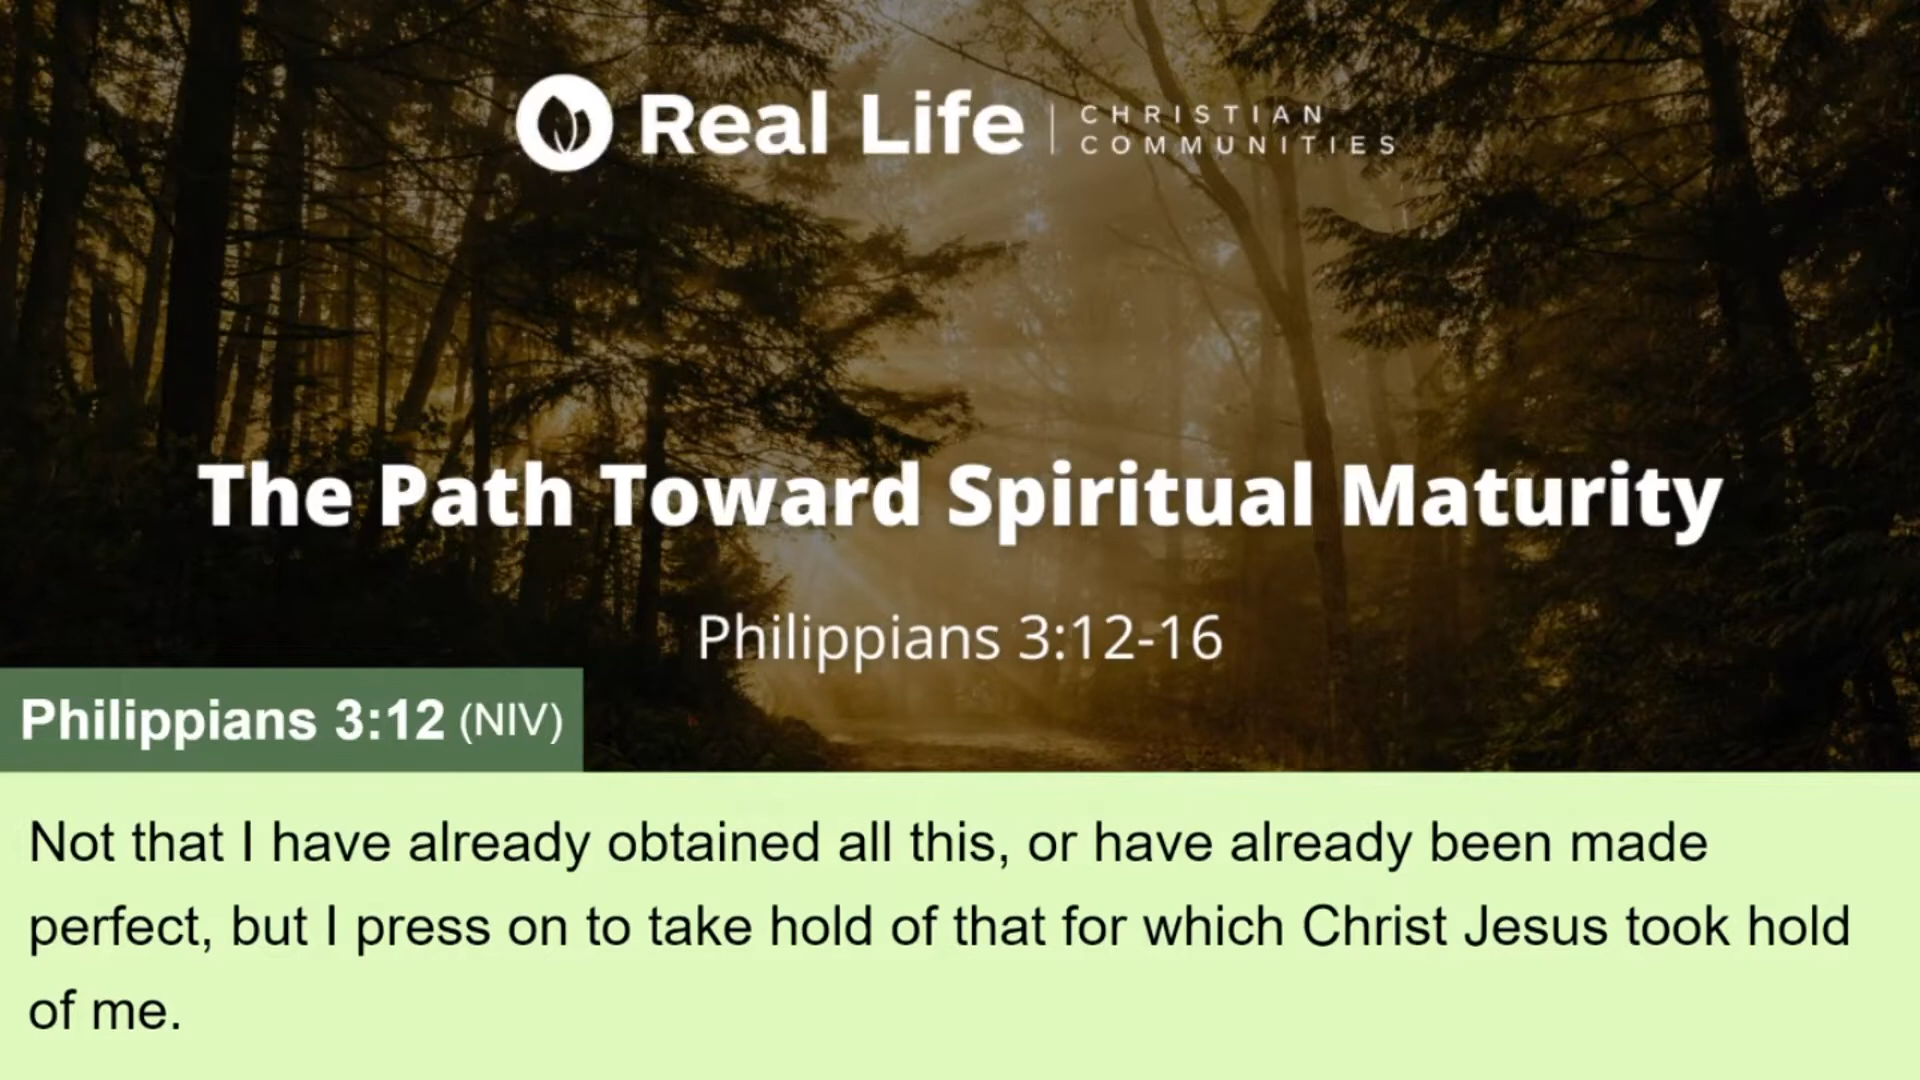 Real Life
CHRISTIAN
COMMUNITIES
The Path Toward Spiritual Maturity
Philippians 3:12-16
Philippians 3:12 (NIV)
Not that I have already obtained all this, or have already been made
perfect, but I press on to take hold of that for which Christ Jesus took hold
of me.